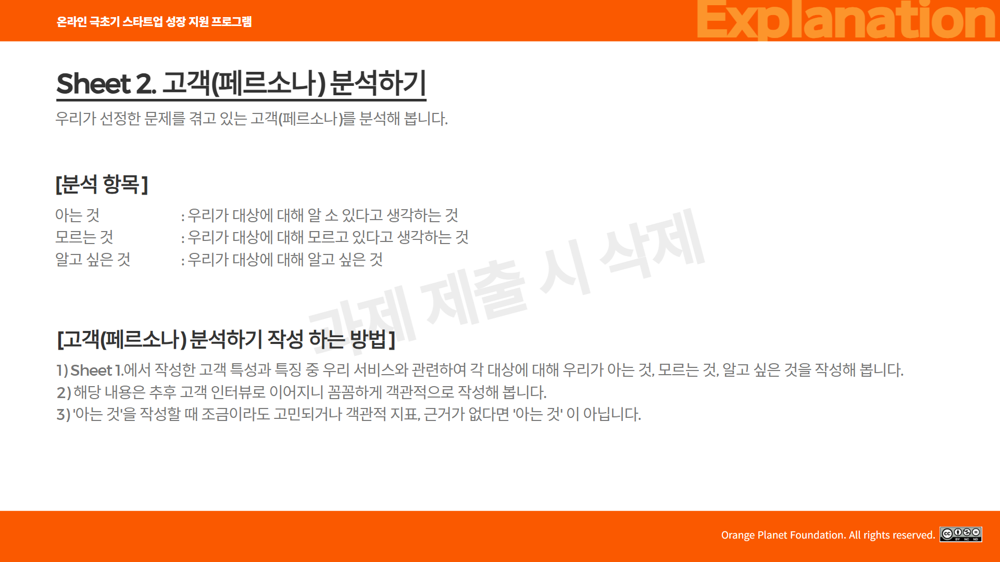 온라인 극초기 스타트업 성장 지원 프로그램
Explanation
Sheet 2. 고객(페르소나) 분석하기
우리가 선정한 문제를 겪고 있는 고객(페르소나)를 분석해 봅니다.
[분석 항목]
아는 것 : 우리가 대상에 대해 알 소 있다고 생각하는 것
모르는 것 : 우리가 대상에 대해 모르고 있다고 생각하는 것
알고 싶은 것 : 우리가 대상에 대해 알고 싶은 것
과제 제출 시 삭제
[고객(페르소나) 분석하기 작성 하는 방법]
1) Sheet 1.에서 작성한 고객 특성과 특징 중 우리 서비스와 관련하여 각 대상에 대해 우리가 아는 것, 모르는 것, 알고 싶은 것을 작성해 봅니다.
2) 해당 내용은 추후 고객 인터뷰로 이어지니 꼼꼼하게 객관적으로 작성해 봅니다.
3) '아는 것'을 작성할 때 조금이라도 고민되거나 객관적 지표, 근거가 없다면 '아는 것' 이 아닙니다.
Orange Planet Foundation. All rights reserved.
cc BY NC ND